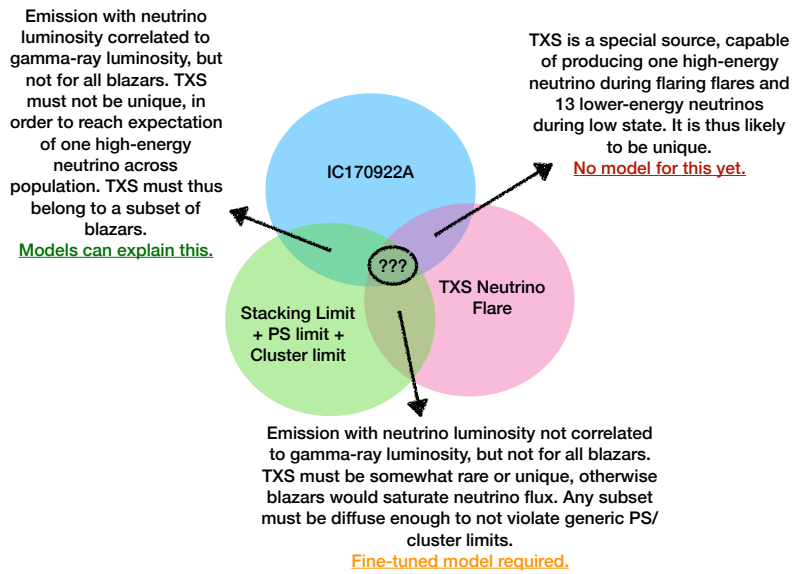 Emission with neutrino
luminosity correlated to
gamma-ray luminosity, but
not for all blazars. TXS
must not be unique, in
order to reach expectation
of one high-energy
neutrino across
population. TXS must thus
belong to a subset of
blazars.
Models can explain this.
TXS is a special source, capable
of producing one high-energy
neutrino during flaring flares and
13 lower-energy neutrinos
during low state. It is thus likely
to be unique.
No model for this yet.
IC170922A
???
TXS Neutrino
Flare
Stacking Limit
+ PS limit +
Cluster limit
Emission with neutrino luminosity not correlated
to gamma-ray luminosity, but not for all blazars.
TXS must be somewhat rare or unique, otherwise
blazars would saturate neutrino flux. Any subset
must be diffuse enough to not violate generic PS/
cluster limits.
Fine-tuned model required.